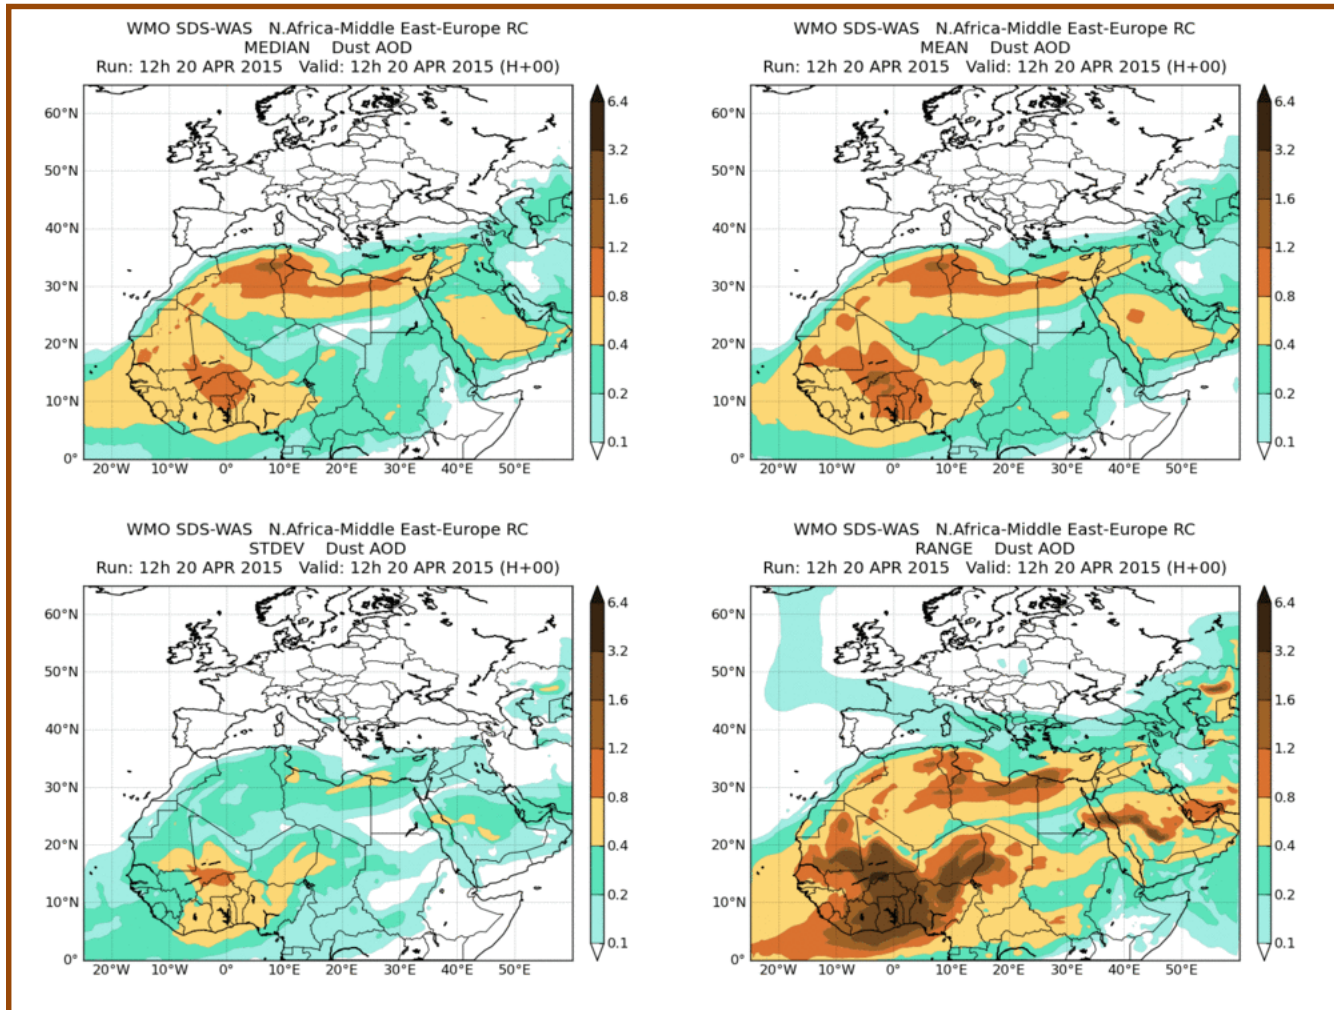 WMO SDS-WAS N.Africa-Middle East-Europe RC
MEDIAN Dust AOD
Run: 12h 20 APR 2015 Valid: 12h 20 APR 2015 (H+00)
60°N
50°N
40°N
30°N
20°N
10°N
0°
20°W 10°W 0° 10°E 20°E 30°E 40°E 50°E
6.4
3.2
1.6
1.2
0.8
0.4
0.2
0.1
WMO SDS-WAS N.Africa-Middle East-Europe RC
MEAN Dust AOD
Run: 12h 20 APR 2015 Valid: 12h 20 APR 2015 (H+00)
60°N
50°N
40°N
30°N
20°N
10°N
0°
20°W 10°W 0° 10°E 20°E 30°E 40°E 50°E
6.4
3.2
1.6
1.2
0.8
0.4
0.2
0.1
WMO SDS-WAS N.Africa-Middle East-Europe RC
STDEV Dust AOD
Run: 12h 20 APR 2015 Valid: 12h 20 APR 2015 (H+00)
60°N
50°N
40°N
30°N
20°N
10°N
0°
20°W 10°W 0° 10°E 20°E 30°E 40°E 50°E
6.4
3.2
1.6
1.2
0.8
0.4
0.2
0.1
WMO SDS-WAS N.Africa-Middle East-Europe RC
RANGE Dust AOD
Run: 12h 20 APR 2015 Valid: 12h 20 APR 2015 (H+00)
60°N
50°N
40°N
30°N
20°N
10°N
0°
20°W 10°W 0° 10°E 20°E 30°E 40°E 50°E
6.4
3.2
1.6
1.2
0.8
0.4
0.2
0.1